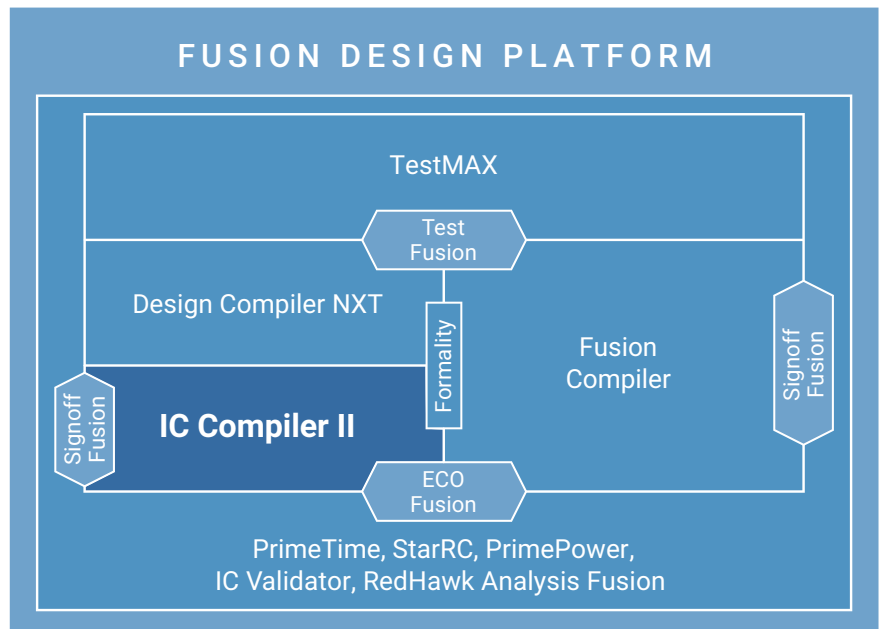 FUSION DESIGN PLATFORM
TestMAX
Test
Fusion
Design Compiler NXT
Formality
Fusion
Compiler
Signoff
Fusion
Signoff
Fusion
IC Compiler II
ECO
Fusion
PrimeTime, StarRC, PrimePower,
IC Validator, RedHawk Analysis Fusion